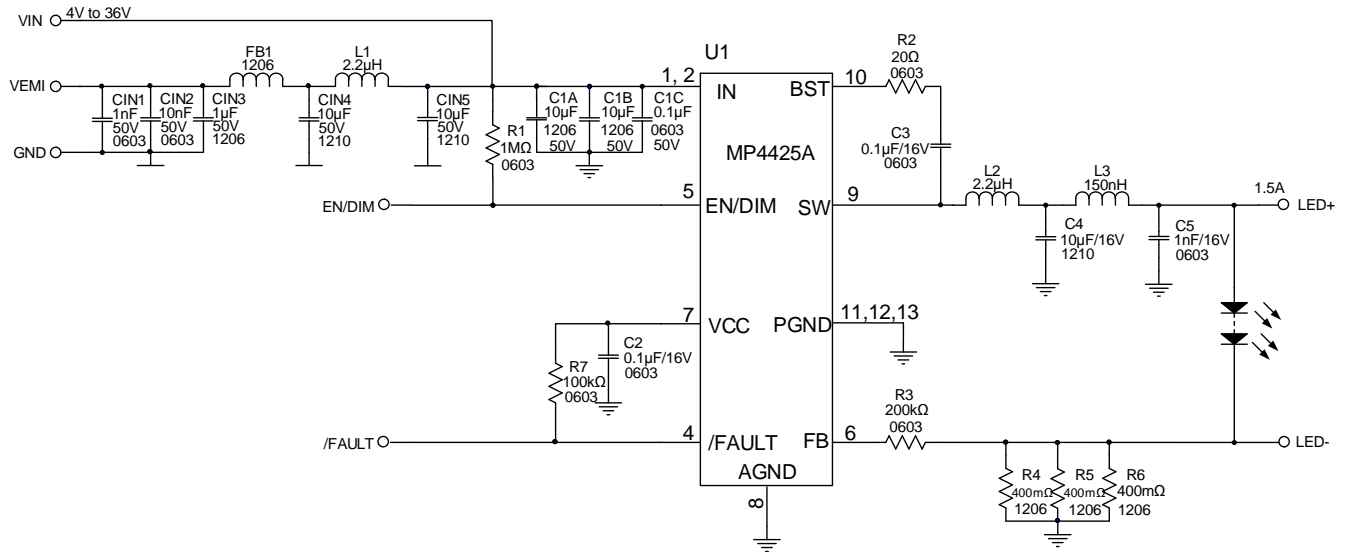 VIN
4V to 36V
VEMI
GND
FB1
1206
L1
2.2µH
CIN1
1nF
50V
0603
CIN2
10nF
50V
0603
CIN3
1µF
50V
1206
CIN4
10µF
50V
1210
CIN5
10µF
50V
1210
R1
1MΩ
0603
C1A
10µF
1206
50V
C1B
10µF
1206
50V
C1C
0.1µF
0603
50V
EN/DIM
U1
MP4425A
1, 2
IN
BST
10
5
EN/DIM
SW
9
7
VCC
PGND
11,12,13
4
/FAULT
FB
6
AGND
8
R2
20Ω
0603
C3
0.1µF/16V
0603
L2
2.2µH
L3
150nH
1.5A
LED+
C4
10µF/16V
1210
C5
1nF/16V
0603
C2
0.1µF/16V
0603
R7
100kΩ
0603
/FAULT
R3
200kΩ
0603
LED-
R4
400mΩ
1206
R5
400mΩ
1206
R6
400mΩ
1206